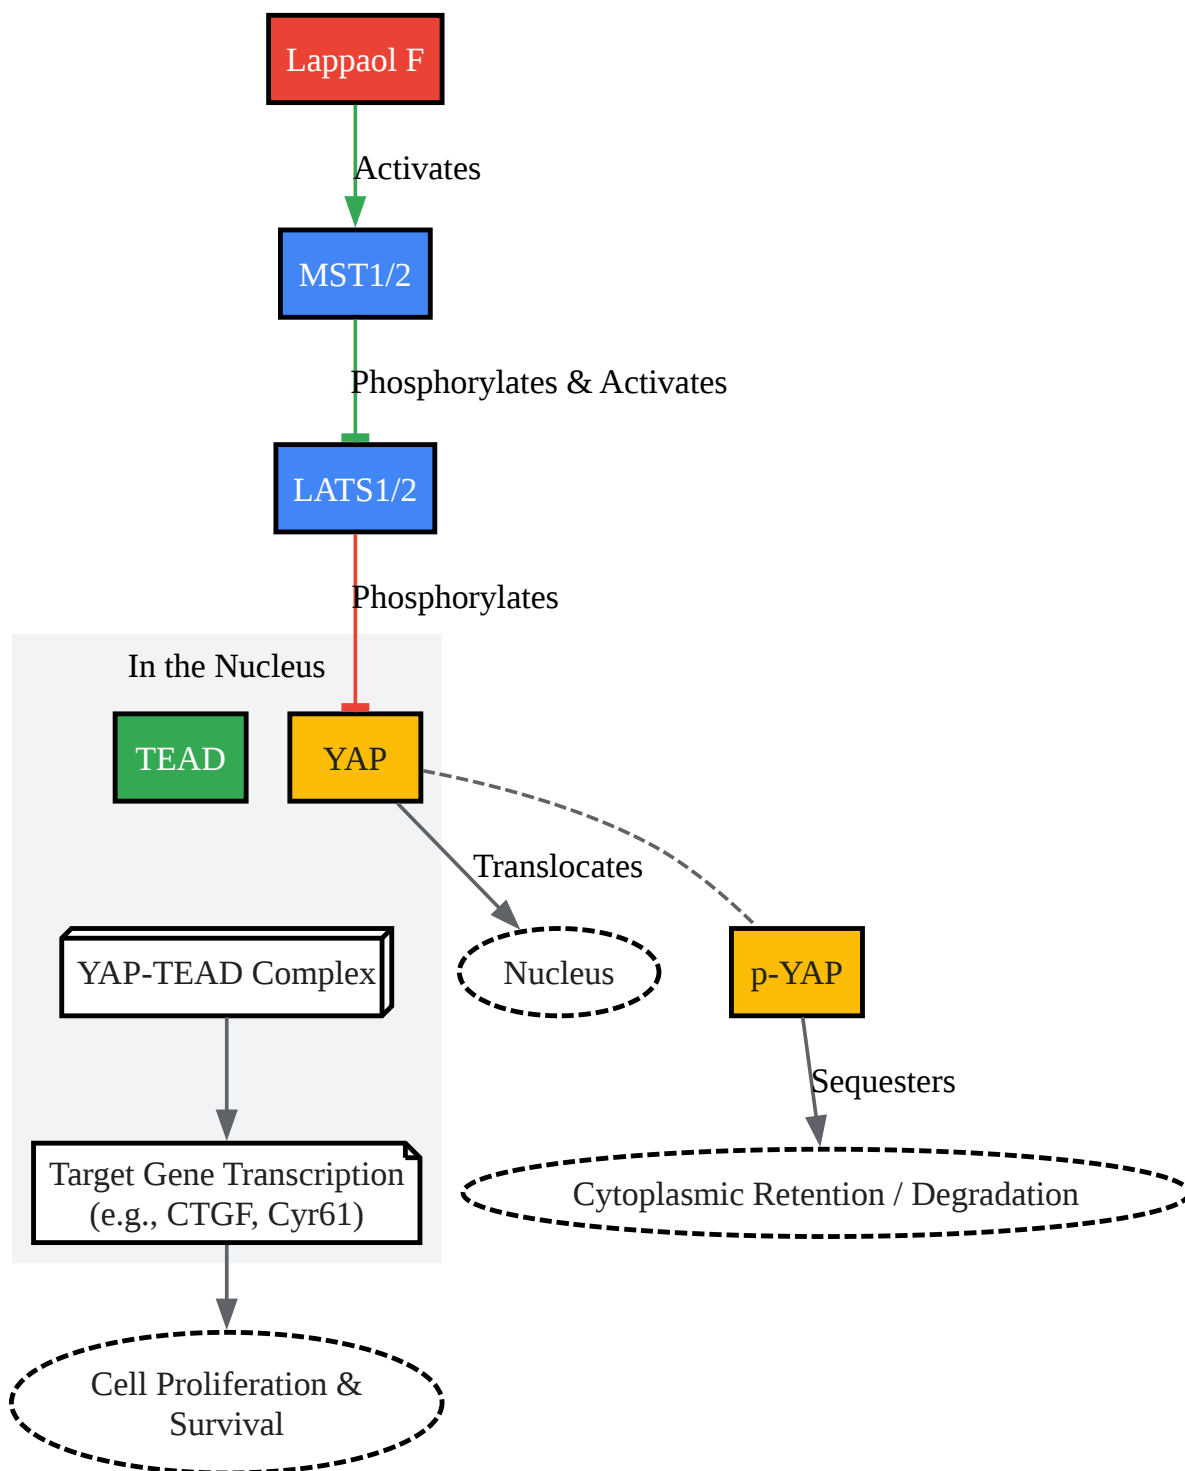 Lappaol F
Activates
MST1/2
Phosphorylates & Activates
LATS1/2
Phosphorylates
In the Nucleus
TEAD
YAP
Translocates
YAP-TEAD Complex
Nucleus
p-YAP
Sequesters
Target Gene Transcription
(e.g., CTGF, Cyr61)
Cytoplasmic Retention / Degradation
Cell Proliferation &
Survival